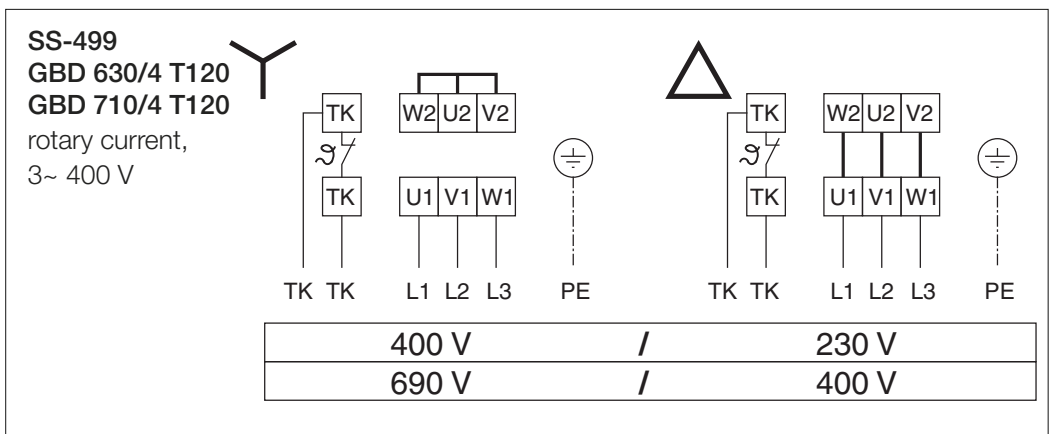 SS-499
GBD 630/4 T120
GBD 710/4 T120
rotary current,
3~ 400 V
TK W2 U2 V2 TK W2 U2 V2
ϑ ϑ
TK U1 V1 W1 TK U1 V1 W1
TK TK L1 L2 L3 PE TK TK L1 L2 L3 PE
400 V / 230 V
690 V / 400 V